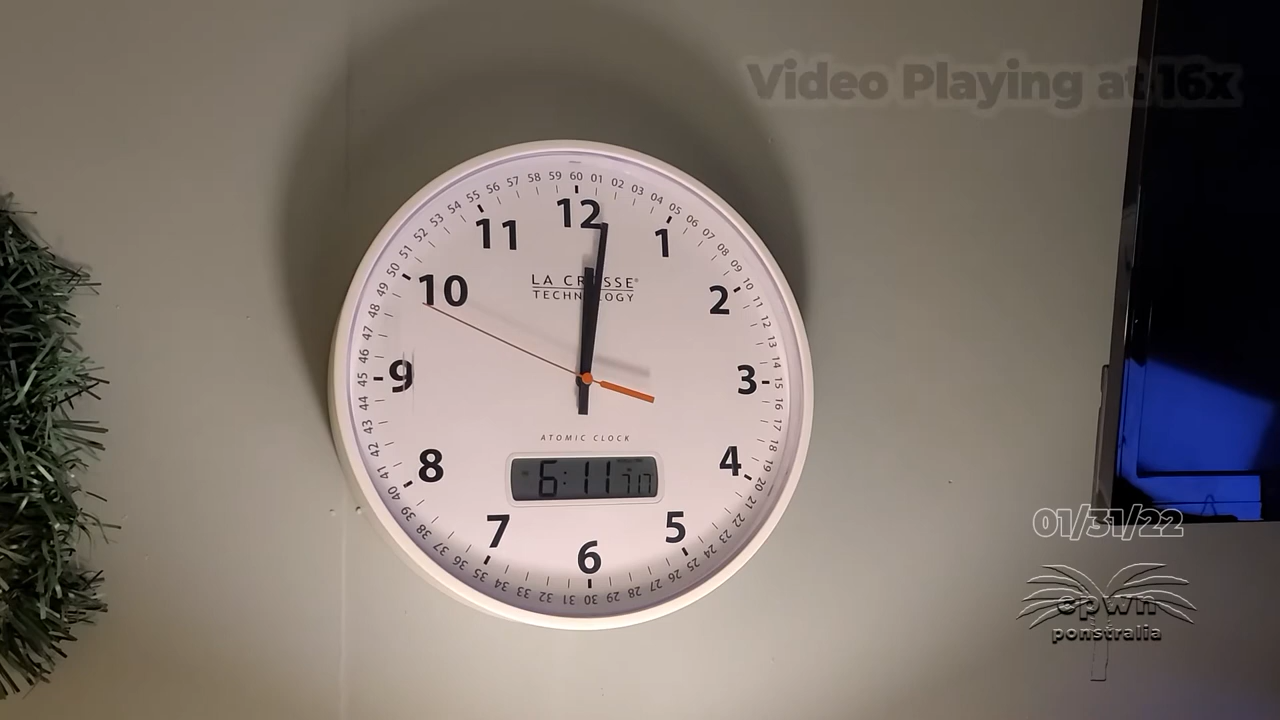 Video Playing at 16x
60 01 02 03 04 05 06 07 08 09 10 11 12 13 14 15 16 17 18 19 20 21 22 23 24 25 26 27 28 29 30 31 32 33 34 35 36 37 38 39 40 41 42 43 44 45 46 47 48 49 50 51 52 53 54 55 56 57 58 59
12 1 2 3 4 5 6 7 8 9 10 11
LA CROSSE®
TECHNOLOGY
ATOMIC CLOCK
6:11
01/31/22
epwn
ponstralia